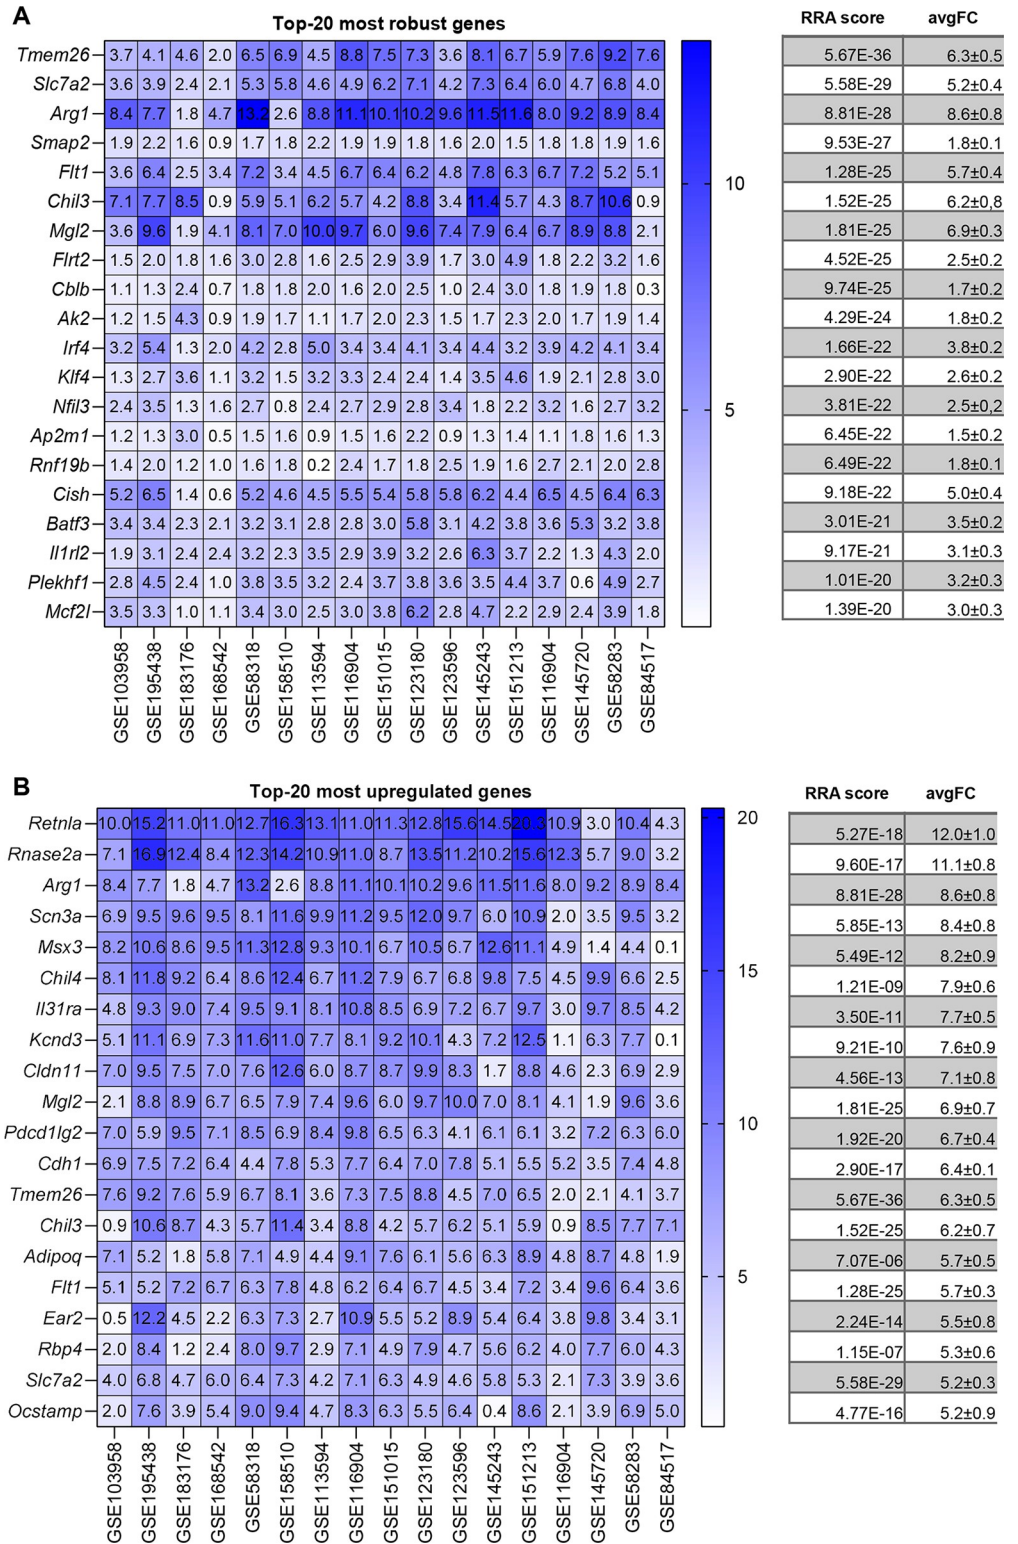 A
Top-20 most robust genes
RRA score avgFC
Tmem26 3.7 4.1 4.6 2.0 6.5 6.9 4.5 8.8 7.5 7.3 3.6 8.1 6.7 5.9 7.6 9.2 7.6 5.67E-36 6.3±0.5
Slc7a2 3.6 3.9 2.4 2.1 5.3 5.8 4.6 4.9 6.2 7.1 4.2 7.3 6.4 6.0 4.7 6.8 4.0 5.58E-29 5.2±0.4
Arg1 8.4 7.7 1.8 4.7 13.2 2.6 8.8 11.1 10.1 10.2 9.6 11.5 11.6 8.0 9.2 8.9 8.4 8.81E-28 8.6±0.8
Smap2 1.9 2.2 1.6 0.9 1.7 1.8 2.2 1.9 1.9 1.8 1.6 2.0 1.5 1.8 1.8 1.9 1.6 9.53E-27 1.8±0.1
Flt1 3.6 6.4 2.5 3.4 7.2 3.4 4.5 6.7 6.4 6.2 4.8 7.8 6.3 6.7 7.2 5.2 5.1 1.28E-25 5.7±0.4
Chil3 7.1 7.7 8.5 0.9 5.9 5.1 6.2 5.7 4.2 8.8 3.4 11.4 5.7 4.3 8.7 10.6 0.9 1.52E-25 6.2±0,8
Mgl2 3.6 9.6 1.9 4.1 8.1 7.0 10.0 9.7 6.0 9.6 7.4 7.9 6.4 6.7 8.9 8.8 2.1 1.81E-25 6.9±0.3
Flrt2 1.5 2.0 1.8 1.6 3.0 2.8 1.6 2.5 2.9 3.9 1.7 3.0 4.9 1.8 2.2 3.2 1.6 4.52E-25 2.5±0.2
Cblb 1.1 1.3 2.4 0.7 1.8 1.8 2.0 1.6 2.0 2.5 1.0 2.4 3.0 1.8 1.9 1.8 0.3 9.74E-25 1.7±0.2
Ak2 1.2 1.5 4.3 0.9 1.9 1.7 1.1 1.7 2.0 2.3 1.5 1.7 2.3 2.0 1.7 1.9 1.4 4.29E-24 1.8±0.2
Irf4 3.2 5.4 1.3 2.0 4.2 2.8 5.0 3.4 3.4 4.1 3.4 4.4 3.2 3.9 4.2 4.1 3.4 1.66E-22 3.8±0.2
Klf4 1.3 2.7 3.6 1.1 3.2 1.5 3.2 3.3 2.4 2.4 1.4 3.5 4.6 1.9 2.1 2.8 3.0 2.90E-22 2.6±0.2
Nfil3 2.4 3.5 1.3 1.6 2.7 0.8 2.4 2.7 2.9 2.8 3.4 1.8 2.2 3.2 1.6 2.7 3.2 3.81E-22 2.5±0,2
Ap2m1 1.2 1.3 3.0 0.5 1.5 1.6 0.9 1.5 1.6 2.2 0.9 1.3 1.4 1.1 1.8 1.6 1.3 6.45E-22 1.5±0.2
Rnf19b 1.4 2.0 1.2 1.0 1.6 1.8 0.2 2.4 1.7 1.8 2.5 1.9 1.6 2.7 2.1 2.0 2.8 6.49E-22 1.8±0.1
Cish 5.2 6.5 1.4 0.6 5.2 4.6 4.5 5.5 5.4 5.8 5.8 6.2 4.4 6.5 4.5 6.4 6.3 9.18E-22 5.0±0.4
Batf3 3.4 3.4 2.3 2.1 3.2 3.1 2.8 2.8 3.0 5.8 3.1 4.2 3.8 3.6 5.3 3.2 3.8 3.01E-21 3.5±0.2
Il1rl2 1.9 3.1 2.4 2.4 3.2 2.3 3.5 2.9 3.9 3.2 2.6 6.3 3.7 2.2 1.3 4.3 2.0 9.17E-21 3.1±0.3
Plekhf1 2.8 4.5 2.4 1.0 3.8 3.5 3.2 2.4 3.7 3.8 3.6 3.5 4.4 3.7 0.6 4.9 2.7 1.01E-20 3.2±0.3
Mcf2l 3.5 3.3 1.0 1.1 3.4 3.0 2.5 3.0 3.8 6.2 2.8 4.7 2.2 2.9 2.4 3.9 1.8 1.39E-20 3.0±0.3
10
5
GSE103958 GSE195438 GSE183176 GSE168542 GSE58318 GSE158510 GSE113594 GSE116904 GSE151015 GSE123180 GSE123596 GSE145243 GSE151213 GSE116904 GSE145720 GSE58283 GSE84517
B
Top-20 most upregulated genes
RRA score avgFC
Retnla 10.0 15.2 11.0 11.0 12.7 16.3 13.1 11.0 11.3 12.8 15.6 14.5 20.3 10.9 3.0 10.4 4.3 5.27E-18 12.0±1.0
Rnase2a 7.1 16.9 12.4 8.4 12.3 14.2 10.9 11.0 8.7 13.5 11.2 10.2 15.6 12.3 5.7 9.0 3.2 9.60E-17 11.1±0.8
Arg1 8.4 7.7 1.8 4.7 13.2 2.6 8.8 11.1 10.1 10.2 9.6 11.5 11.6 8.0 9.2 8.9 8.4 8.81E-28 8.6±0.8
Scn3a 6.9 9.5 9.6 9.5 8.1 11.6 9.9 11.2 9.5 12.0 9.7 6.0 10.9 2.0 3.5 9.5 3.2 5.85E-13 8.4±0.8
Msx3 8.2 10.6 8.6 9.5 11.3 12.8 9.3 10.1 6.7 10.5 6.7 12.6 11.1 4.9 1.4 4.4 0.1 5.49E-12 8.2±0.9
Chil4 8.1 11.8 9.2 6.4 8.6 12.4 6.7 11.2 7.9 6.7 6.8 9.8 7.5 4.5 9.9 6.6 2.5 1.21E-09 7.9±0.6
Il31ra 4.8 9.3 9.0 7.4 9.5 9.1 8.1 10.8 8.5 6.9 7.2 6.7 9.7 3.0 9.7 8.5 4.2 3.50E-11 7.7±0.5
Kcnd3 5.1 11.1 6.9 7.3 11.6 11.0 7.7 8.1 9.2 10.1 4.3 7.2 12.5 1.1 6.3 7.7 0.1 9.21E-10 7.6±0.9
Cldn11 7.0 9.5 7.5 7.0 7.6 12.6 6.0 8.7 8.7 9.9 8.3 1.7 8.8 4.6 2.3 6.9 2.9 4.56E-13 7.1±0.8
Mgl2 2.1 8.8 8.9 6.7 6.5 7.9 7.4 9.6 6.0 9.7 10.0 7.0 8.1 4.1 1.9 9.6 3.6 1.81E-25 6.9±0.7
Pdcd1lg2 7.0 5.9 9.5 7.1 8.5 6.9 8.4 9.8 6.5 6.3 4.1 6.1 6.1 3.2 7.2 6.3 6.0 1.92E-20 6.7±0.4
Cdh1 6.9 7.5 7.2 6.4 4.4 7.8 5.3 7.7 6.4 7.0 7.8 5.1 5.5 5.2 3.5 7.4 4.8 2.90E-17 6.4±0.1
Tmem26 7.6 9.2 7.6 5.9 6.7 8.1 3.6 7.3 7.5 8.8 4.5 7.0 6.5 2.0 2.1 4.1 3.7 5.67E-36 6.3±0.5
Chil3 0.9 10.6 8.7 4.3 5.7 11.4 3.4 8.8 4.2 5.7 6.2 5.1 5.9 0.9 8.5 7.7 7.1 1.52E-25 6.2±0.7
Adipoq 7.1 5.2 1.8 5.8 7.1 4.9 4.4 9.1 7.6 6.1 5.6 6.3 8.9 4.8 8.7 4.8 1.9 7.07E-06 5.7±0.5
Flt1 5.1 5.2 7.2 6.7 6.3 7.8 4.8 6.2 6.4 6.7 4.5 3.4 7.2 3.4 9.6 6.4 3.6 1.28E-25 5.7±0.3
Ear2 0.5 12.2 4.5 2.2 6.3 7.3 2.7 10.9 5.5 5.2 8.9 5.4 6.4 3.8 9.8 3.4 3.1 2.24E-14 5.5±0.8
Rbp4 2.0 8.4 1.2 2.4 8.0 9.7 2.9 7.1 4.9 7.9 4.7 5.6 6.2 4.0 7.7 6.0 4.3 1.15E-07 5.3±0.6
Slc7a2 4.0 6.8 4.7 6.0 6.4 7.3 4.2 7.1 6.3 4.9 4.6 5.8 5.3 2.1 7.3 3.9 3.6 5.58E-29 5.2±0.3
Ocstamp 2.0 7.6 3.9 5.4 9.0 9.4 4.7 8.3 6.3 5.5 6.4 0.4 8.6 2.1 3.9 6.9 5.0 4.77E-16 5.2±0.9
20
15
10
5
GSE103958 GSE195438 GSE183176 GSE168542 GSE58318 GSE158510 GSE113594 GSE116904 GSE151015 GSE123180 GSE123596 GSE145243 GSE151213 GSE116904 GSE145720 GSE58283 GSE84517